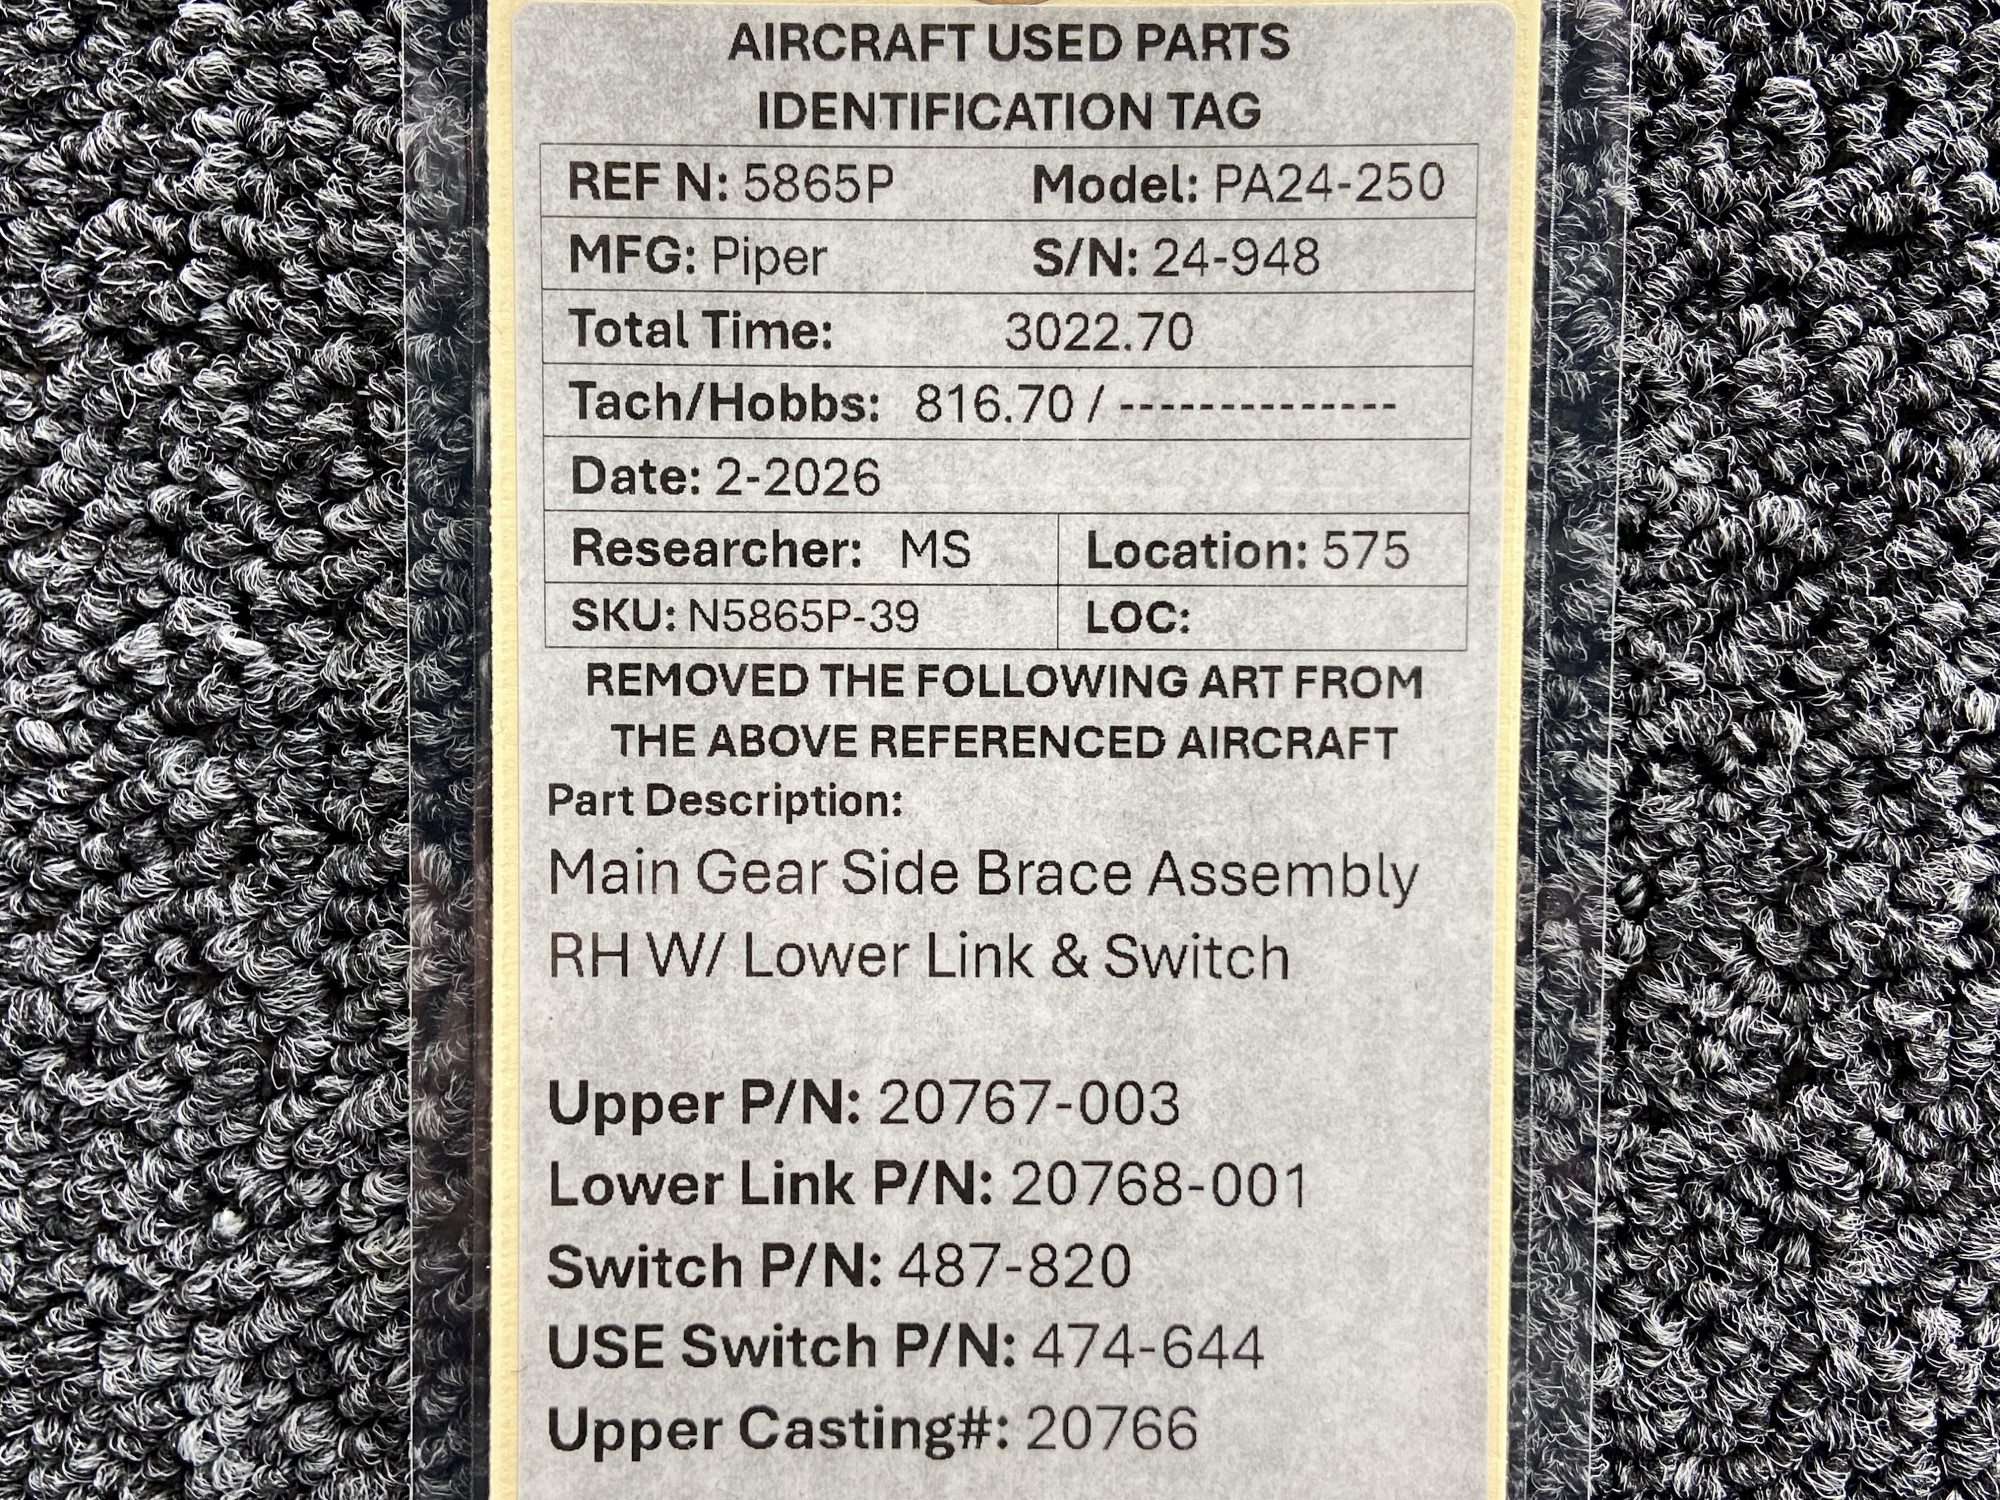 AIRCRAFT USED PARTS
IDENTIFICATION TAG
REF N: 5865P Model: PA24-250
MFG: Piper S/N: 24-948
Total Time: 3022.70
Tach/Hobbs: 816.70 / --------------
Date: 2-2026
Researcher: MS Location: 575
SKU: N5865P-39 LOC:
REMOVED THE FOLLOWING ART FROM
THE ABOVE REFERENCED AIRCRAFT
Part Description:
Main Gear Side Brace Assembly
RH W/ Lower Link & Switch
Upper P/N: 20767-003
Lower Link P/N: 20768-001
Switch P/N: 487-820
USE Switch P/N: 474-644
Upper Casting#: 20766